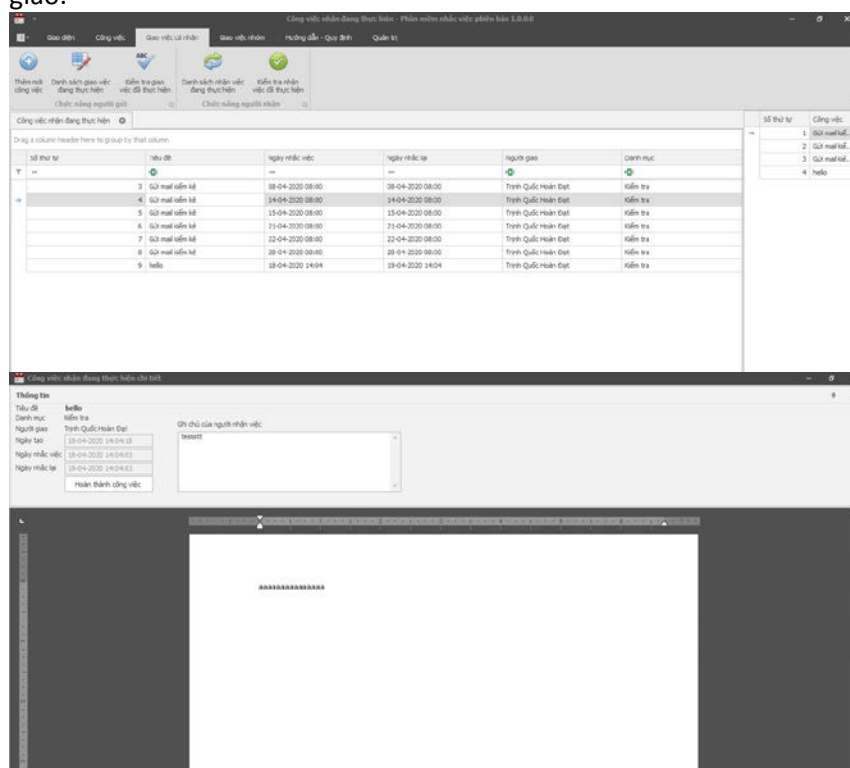 giao.
Công việc nhận đang thực hiện - Phần mềm nhắc việc phiên bản 1.0.0.0
Giao diện Công việc Giao việc cá nhân Giao việc nhóm Hướng dẫn - Quy định Quản trị
Thêm mới công việc
Danh sách giao việc đang thực hiện
Kiểm tra giao việc đã thực hiện
Danh sách nhận việc đang thực hiện
Kiểm tra nhận việc đã thực hiện
Chức năng người gửi Chức năng người nhận
Công việc nhận đang thực hiện
Drag a column header here to group by that column
Số thứ tự Tiêu đề Ngày nhắc việc Ngày nhắc lại Người giao Danh mục
3 Gửi mail kiểm kê 08-04-2020 08:00 08-04-2020 08:00 Trịnh Quốc Hoàn Đạt Kiểm tra
4 Gửi mail kiểm kê 14-04-2020 08:00 14-04-2020 08:00 Trịnh Quốc Hoàn Đạt Kiểm tra
5 Gửi mail kiểm kê 15-04-2020 08:00 15-04-2020 08:00 Trịnh Quốc Hoàn Đạt Kiểm tra
6 Gửi mail kiểm kê 21-04-2020 08:00 21-04-2020 08:00 Trịnh Quốc Hoàn Đạt Kiểm tra
7 Gửi mail kiểm kê 22-04-2020 08:00 22-04-2020 08:00 Trịnh Quốc Hoàn Đạt Kiểm tra
8 Gửi mail kiểm kê 28-04-2020 08:00 28-04-2020 08:00 Trịnh Quốc Hoàn Đạt Kiểm tra
9 hello 18-04-2020 14:04 19-04-2020 14:04 Trịnh Quốc Hoàn Đạt Kiểm tra
Số thứ tự Công việc
1 Gửi mail kiể...
2 Gửi mail kiể...
3 Gửi mail kiể...
4 hello
Công việc nhận đang thực hiện chi tiết
Thông tin
Tiêu đề hello
Danh mục Kiểm tra
Người giao Trịnh Quốc Hoàn Đạt
Ngày tạo 18-04-2020 14:04:18
Ngày nhắc việc 18-04-2020 14:04:03
Ngày nhắc lại 19-04-2020 14:04:03
Hoàn thành công việc
Ghi chú của người nhận việc